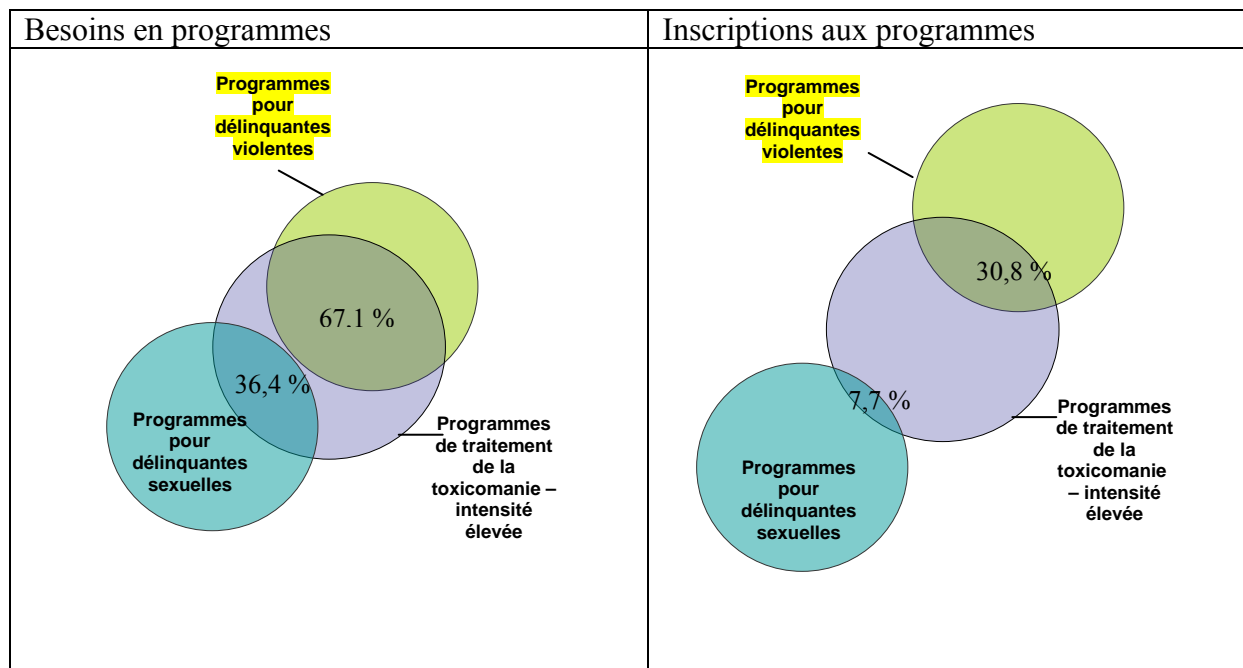 Besoins en programmes
Inscriptions aux programmes
Programmes
pour
délinquantes
violentes
67,1 %
36,4 %
Programmes
pour
délinquantes
sexuelles
Programmes
de traitement
de la
toxicomanie –
intensité
élevée
Programmes
pour
délinquantes
violentes
30,8 %
7,7 %
Programmes
pour
délinquantes
sexuelles
Programmes
de traitement
de la
toxicomanie
– intensité
élevée